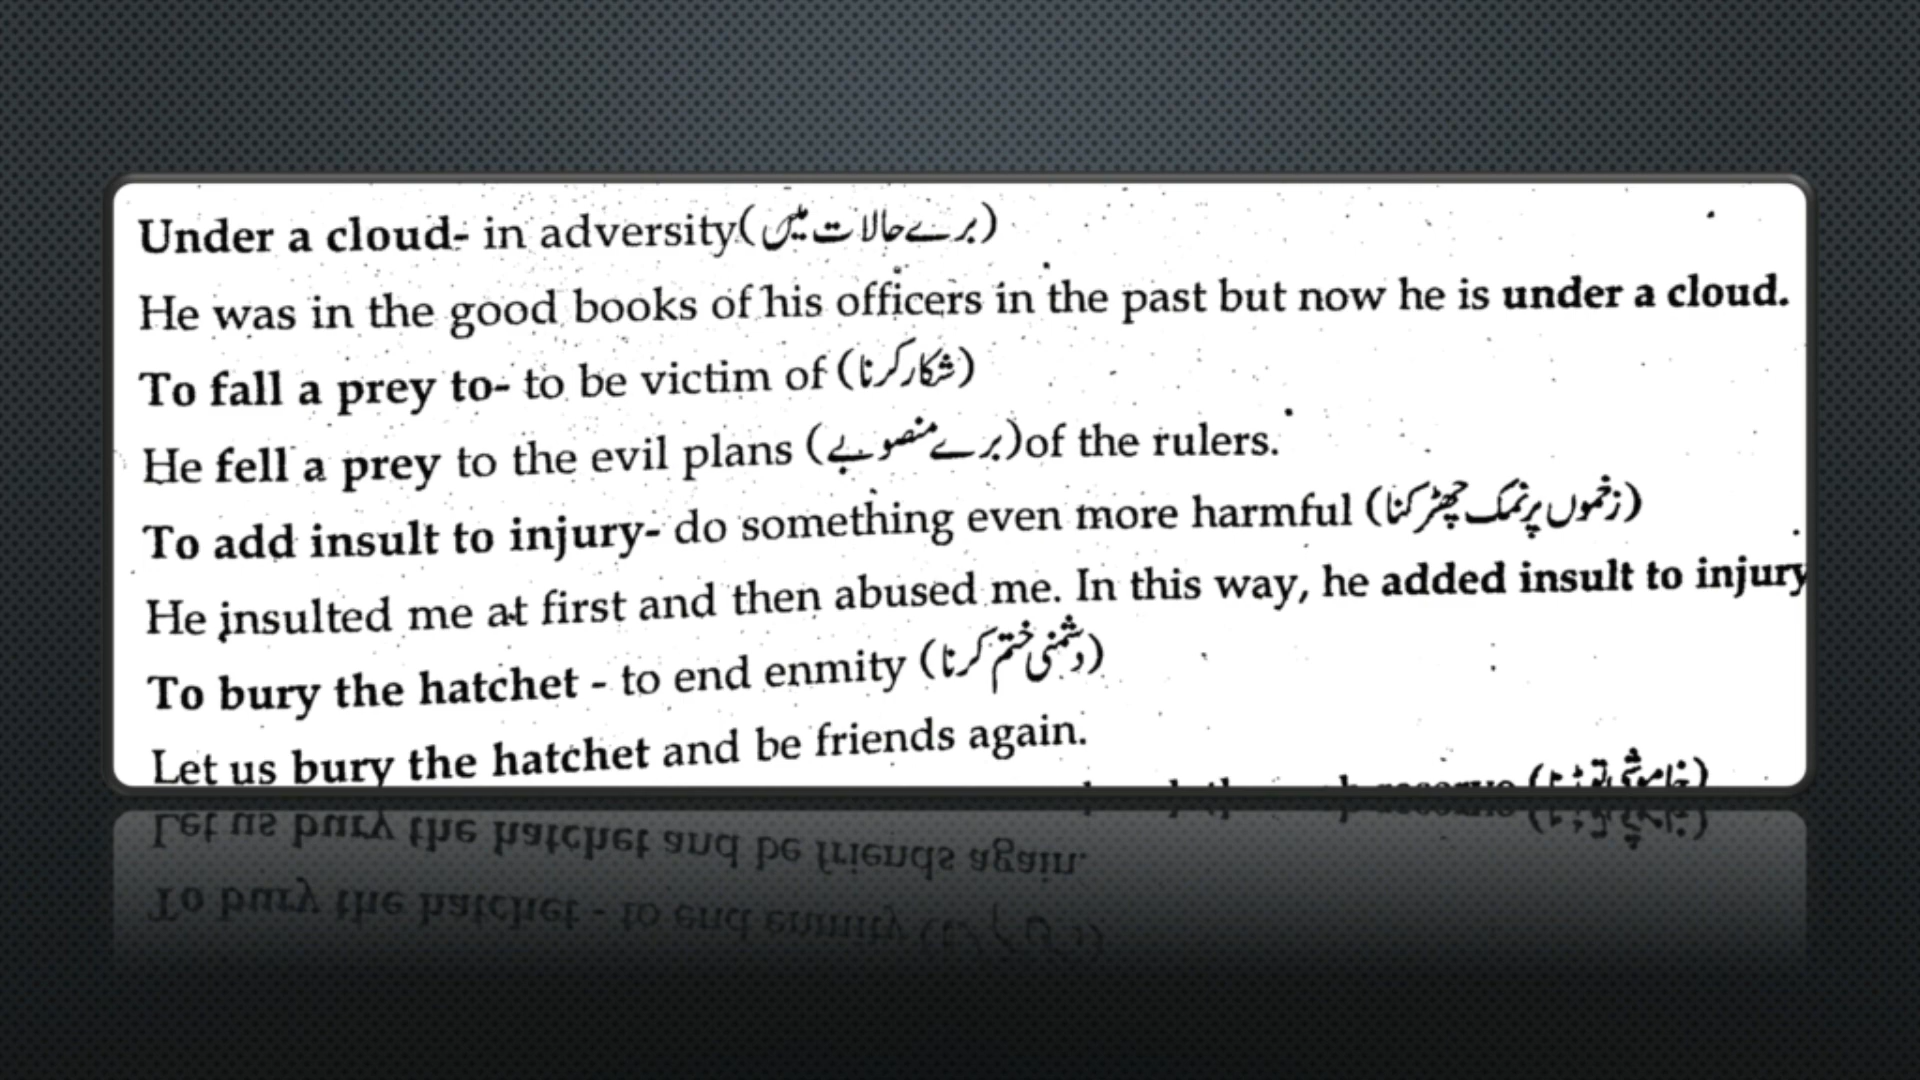 Under a cloud- in adversity(برے حالات میں)
He was in the good books of his officers in the past but now he is under a cloud.
To fall a prey to- to be victim of (شکار کرنا)
He fell a prey to the evil plans (برے منصوبے)of the rulers.
To add insult to injury- do something even more harmful (زخموں پر نمک چھڑکنا)
He insulted me at first and then abused me. In this way, he added insult to injury
To bury the hatchet - to end enmity (دشمنی ختم کرنا)
Let us bury the hatchet and be friends again.